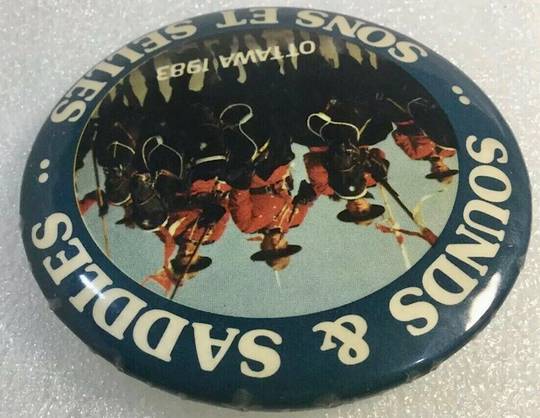 SOUNDS & SADDLES
: SONS ET SELLES :
OTTAWA 1983